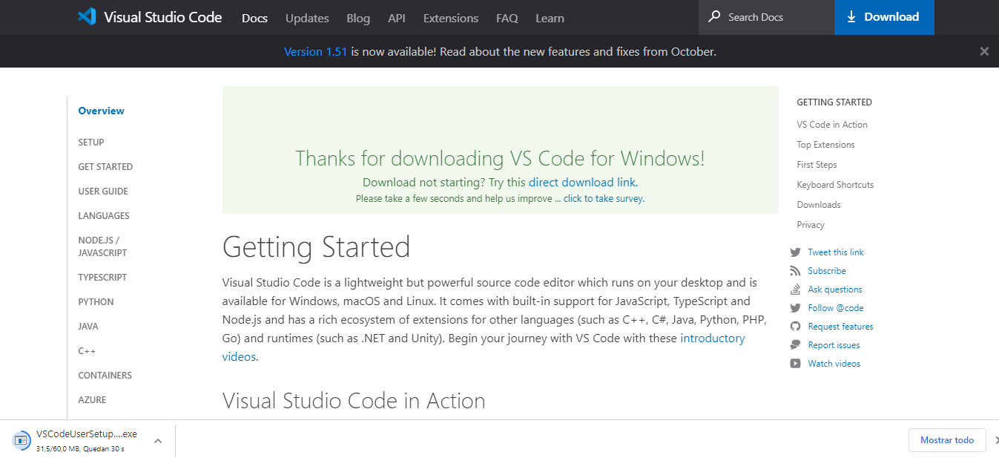 Visual Studio Code Docs Updates Blog API Extensions FAQ Learn Search Docs Download
Version 1.51 is now available! Read about the new features and fixes from October.
Overview
SETUP
GET STARTED
USER GUIDE
LANGUAGES
NODE.JS /
JAVASCRIPT
TYPESCRIPT
PYTHON
JAVA
C++
CONTAINERS
AZURE
Thanks for downloading VS Code for Windows!
Download not starting? Try this direct download link.
Please take a few seconds and help us improve ... click to take survey.
Getting Started
Visual Studio Code is a lightweight but powerful source code editor which runs on your desktop and is
available for Windows, macOS and Linux. It comes with built-in support for JavaScript, TypeScript and
Node.js and has a rich ecosystem of extensions for other languages (such as C++, C#, Java, Python, PHP,
Go) and runtimes (such as .NET and Unity). Begin your journey with VS Code with these introductory
videos.
Visual Studio Code in Action
GETTING STARTED
VS Code in Action
Top Extensions
First Steps
Keyboard Shortcuts
Downloads
Privacy
Tweet this link
Subscribe
Ask questions
Follow @code
Request features
Report issues
Watch videos
VSCodeUserSetup....exe
31,5/60,0 MB, Quedan 30 s
Mostrar todo